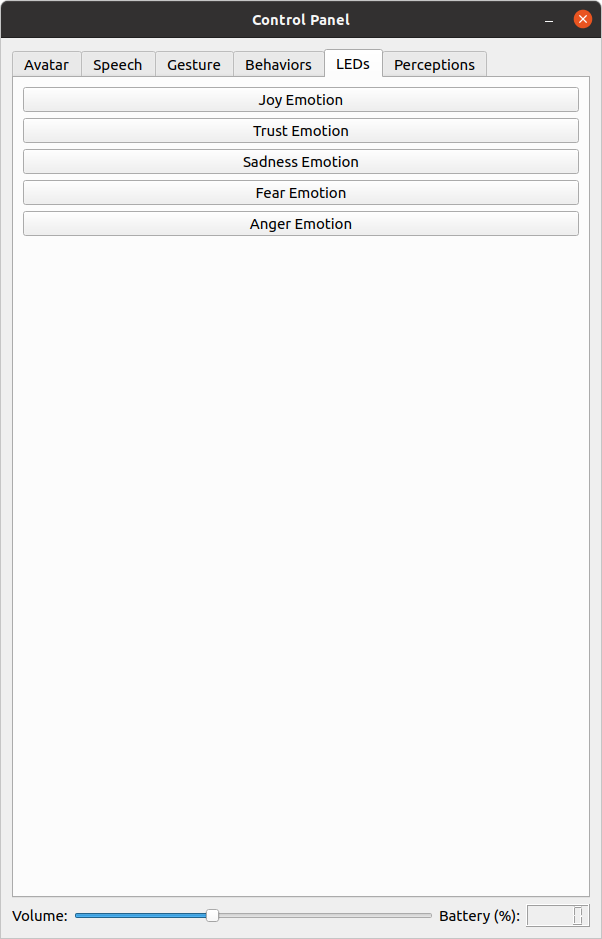 Control Panel
Avatar Speech Gesture Behaviors LEDs Perceptions
Joy Emotion
Trust Emotion
Sadness Emotion
Fear Emotion
Anger Emotion
Volume: Battery (%): 0